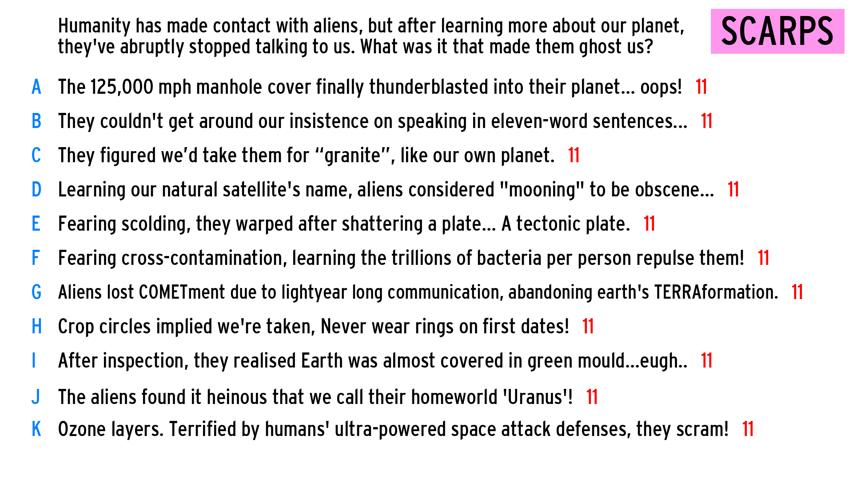 Humanity has made contact with aliens, but after learning more about our planet,
they've abruptly stopped talking to us. What was it that made them ghost us?
SCARPS
A The 125,000 mph manhole cover finally thunderblasted into their planet... oops! 11
B They couldn't get around our insistence on speaking in eleven-word sentences... 11
C They figured we’d take them for “granite”, like our own planet. 11
D Learning our natural satellite's name, aliens considered "mooning" to be obscene... 11
E Fearing scolding, they warped after shattering a plate... A tectonic plate. 11
F Fearing cross-contamination, learning the trillions of bacteria per person repulse them! 11
G Aliens lost COMETment due to lightyear long communication, abandoning earth's TERRAformation. 11
H Crop circles implied we're taken, Never wear rings on first dates! 11
I After inspection, they realised Earth was almost covered in green mould...eugh.. 11
J The aliens found it heinous that we call their homeworld 'Uranus'! 11
K Ozone layers. Terrified by humans' ultra-powered space attack defenses, they scram! 11